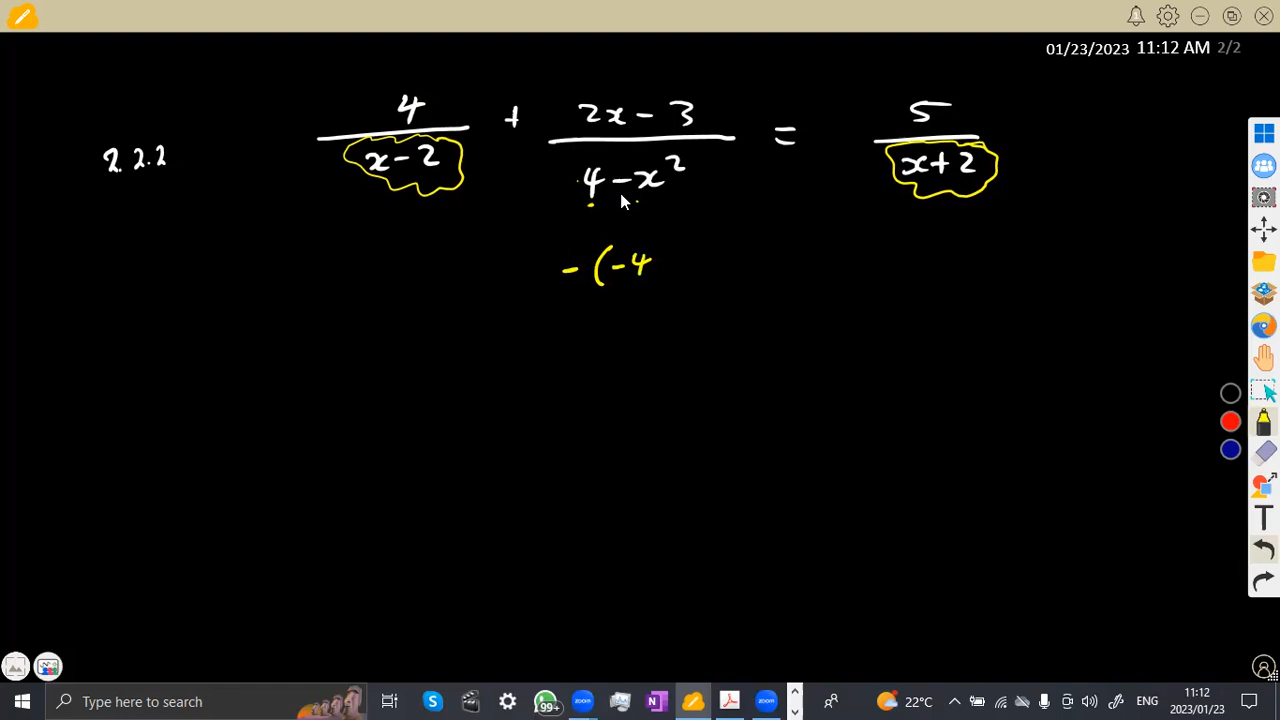 01/23/2023 11:12 AM 2/2
4 + 2x - 3 = 5
2.2.2 x - 2 4 - x² x + 2
- (- 4
T
Type here to search
99+
22°C
ENG
11:12
2023/01/23